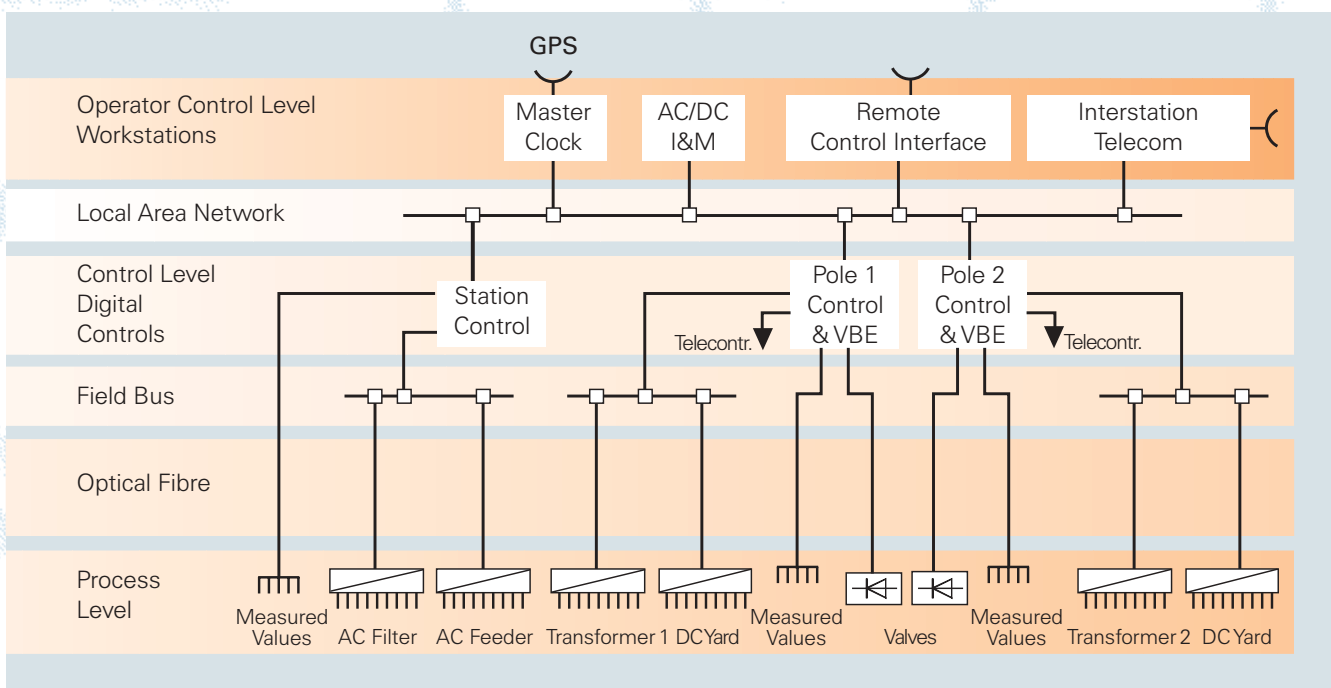 GPS
Operator Control Level
Workstations
Master
Clock
AC/DC
I&M
Remote
Control Interface
Interstation
Telecom
Local Area Network
Control Level
Digital
Controls
Station
Control
Pole 1
Control
& VBE
Pole 2
Control
& VBE
Telecontr.
Telecontr.
Field Bus
Optical Fibre
Process
Level
Measured
Values
AC Filter
AC Feeder
Transformer 1
DC Yard
Measured
Values
Valves
Measured
Values
Transformer 2
DC Yard